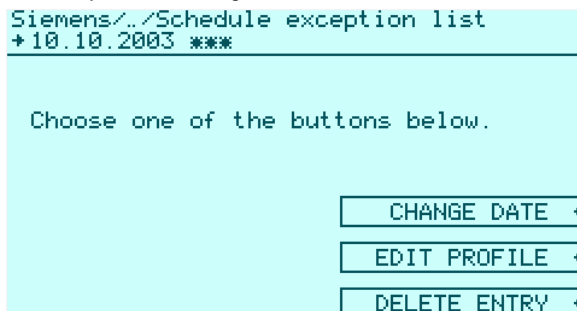 Siemens/../Schedule exception list
→10.10.2003 ***
Choose one of the buttons below.
CHANGE DATE
EDIT PROFILE
DELETE ENTRY